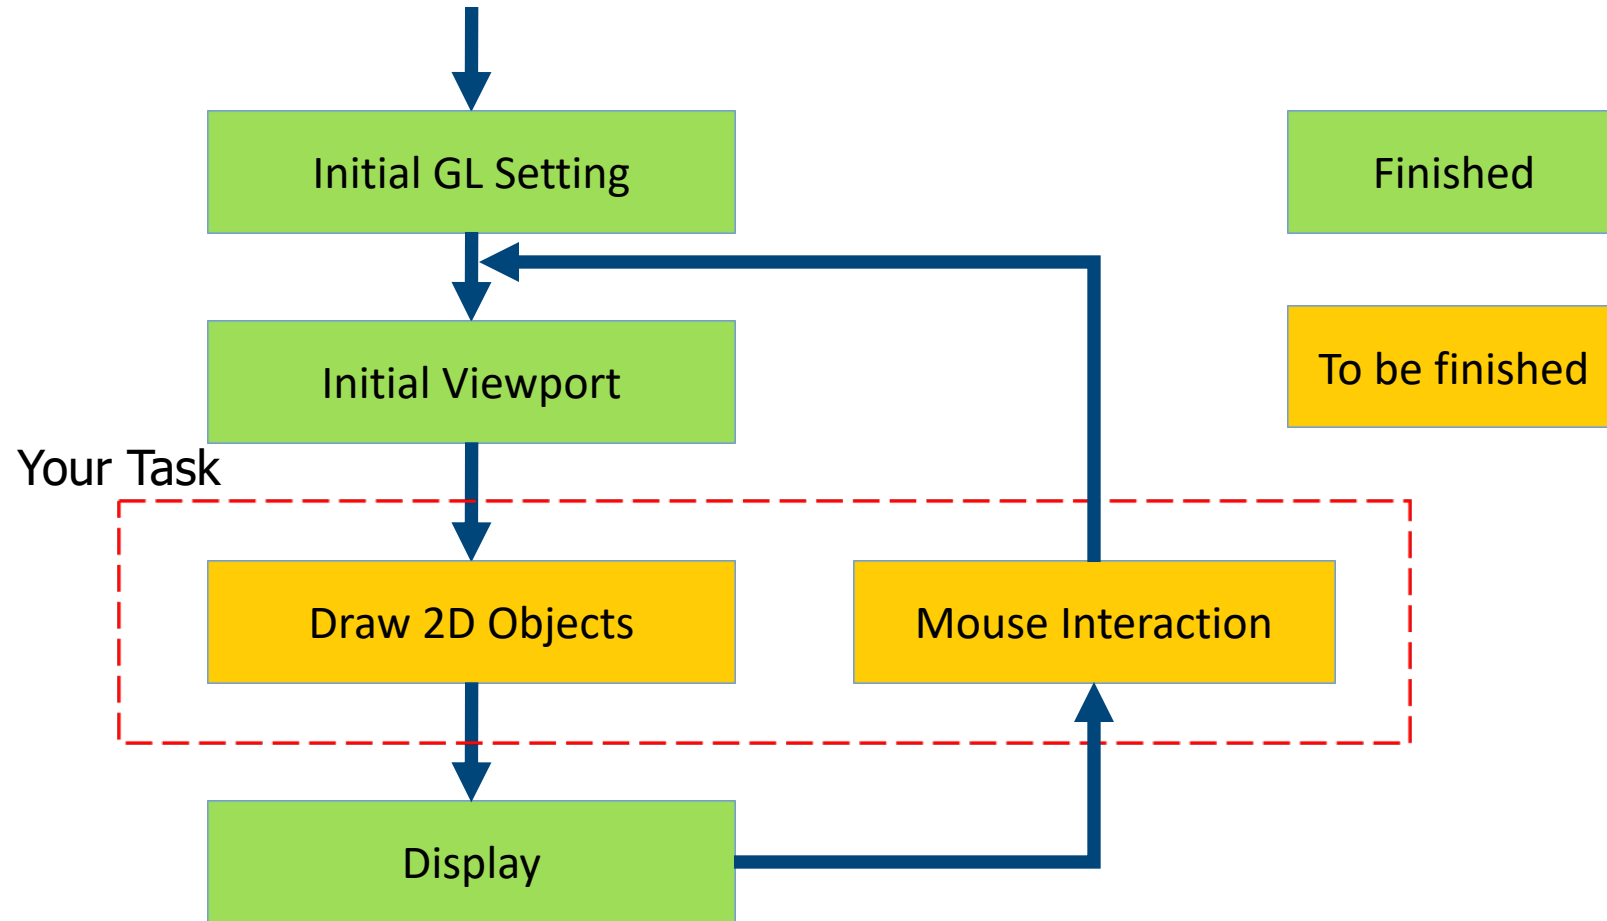 Initial GL Setting
Finished
Initial Viewport
To be finished
Your Task
Draw 2D Objects
Mouse Interaction
Display